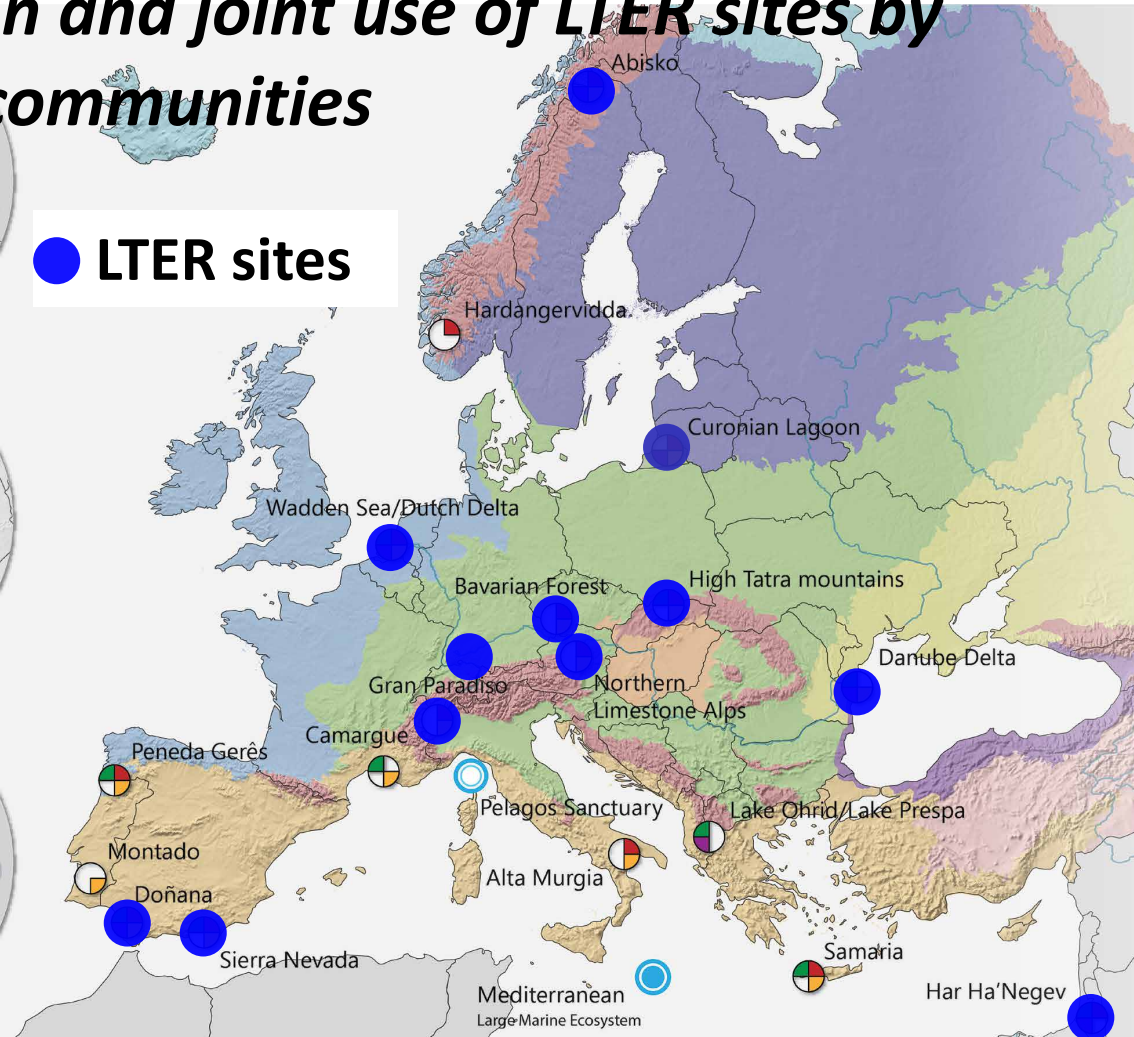 n and joint use of LTER sites by
communities
Abisko
LTER sites
Hardangervidda
Curonian Lagoon
Wadden Sea/Dutch Delta
Bavarian Forest
High Tatra mountains
Danube Delta
Gran Paradiso
Northern
Limestone Alps
Camargue
Peneda Gerês
Pelagos Sanctuary
Lake Ohrid/Lake Prespa
Montado
Alta Murgia
Doñana
Sierra Nevada
Samaria
Mediterranean
Large Marine Ecosystem
Har Ha'Negev